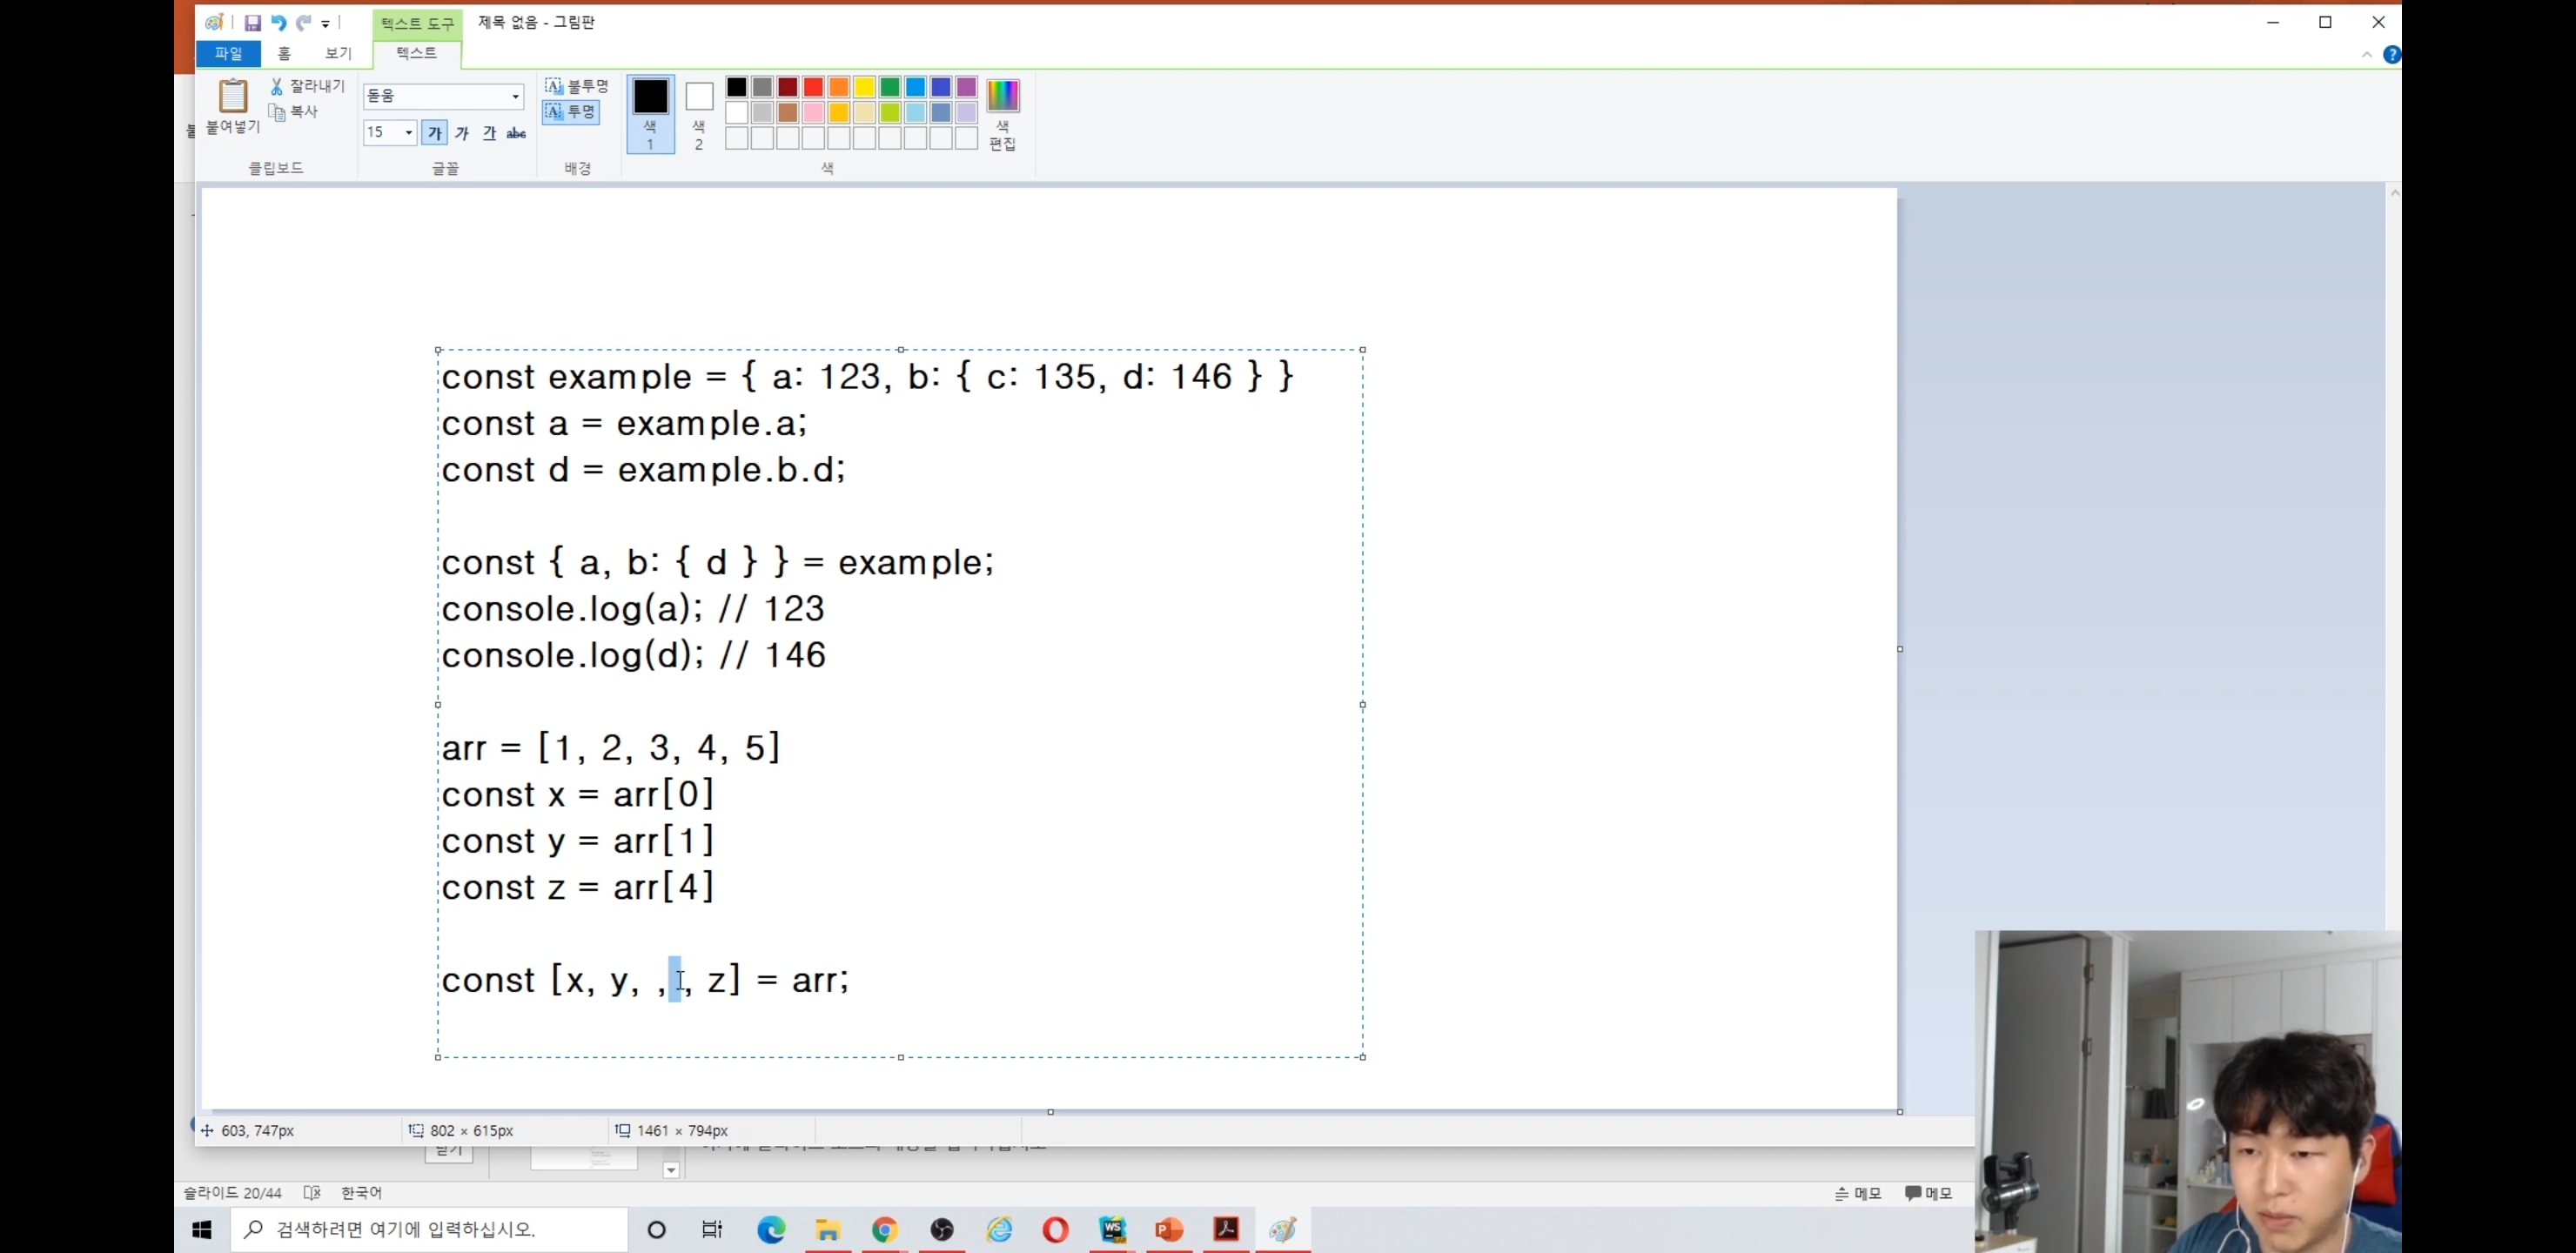 텍스트 도구
제목 없음 - 그림판
파일
홈
보기
텍스트
붙여넣기
잘라내기
복사
클립보드
돋움
15
가 가 가 abc
글꼴
불투명
투명
배경
색
1
색
2
색
편집
색
const example = { a: 123, b: { c: 135, d: 146 } }
const a = example.a;
const d = example.b.d;
const { a, b: { d } } = example;
console.log(a); // 123
console.log(d); // 146
arr = [1, 2, 3, 4, 5]
const x = arr[0]
const y = arr[1]
const z = arr[4]
const [x, y, , , z] = arr;
603, 747px
802 × 615px
1461 × 794px
슬라이드 20/44
한국어
메모
메모
검색하려면 여기에 입력하십시오.
WS
P